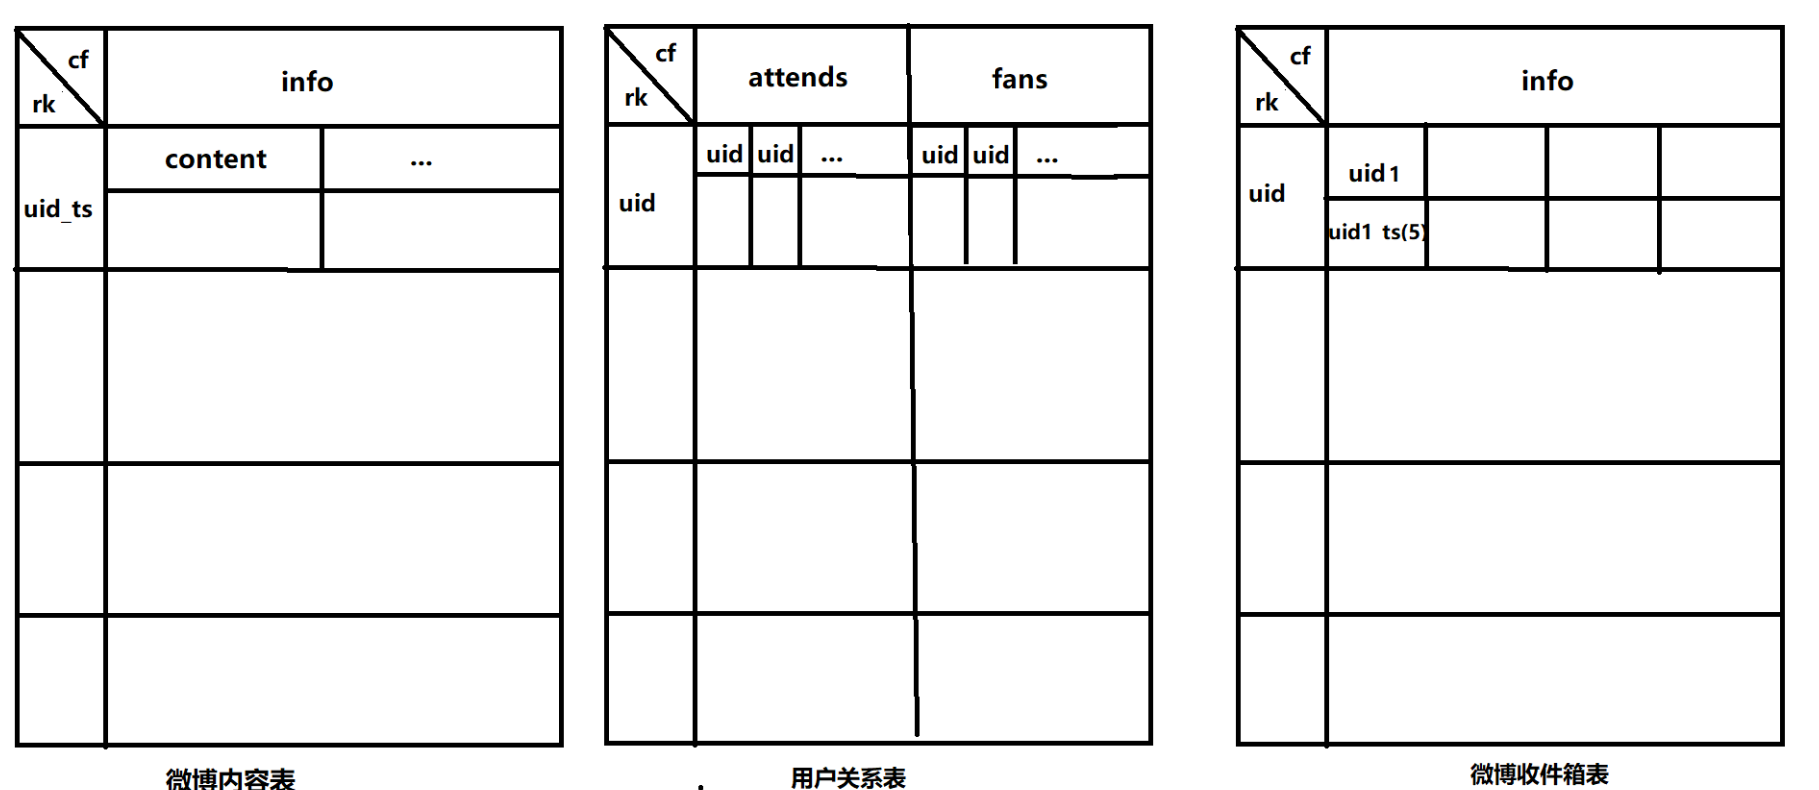 cf
info
rk
content
...
uid_ts
微博内容表
cf
attends
fans
rk
uid
uid
...
uid
uid
...
uid
用户关系表
cf
info
rk
uid1
uid
uid1 ts(5)
微博收件箱表